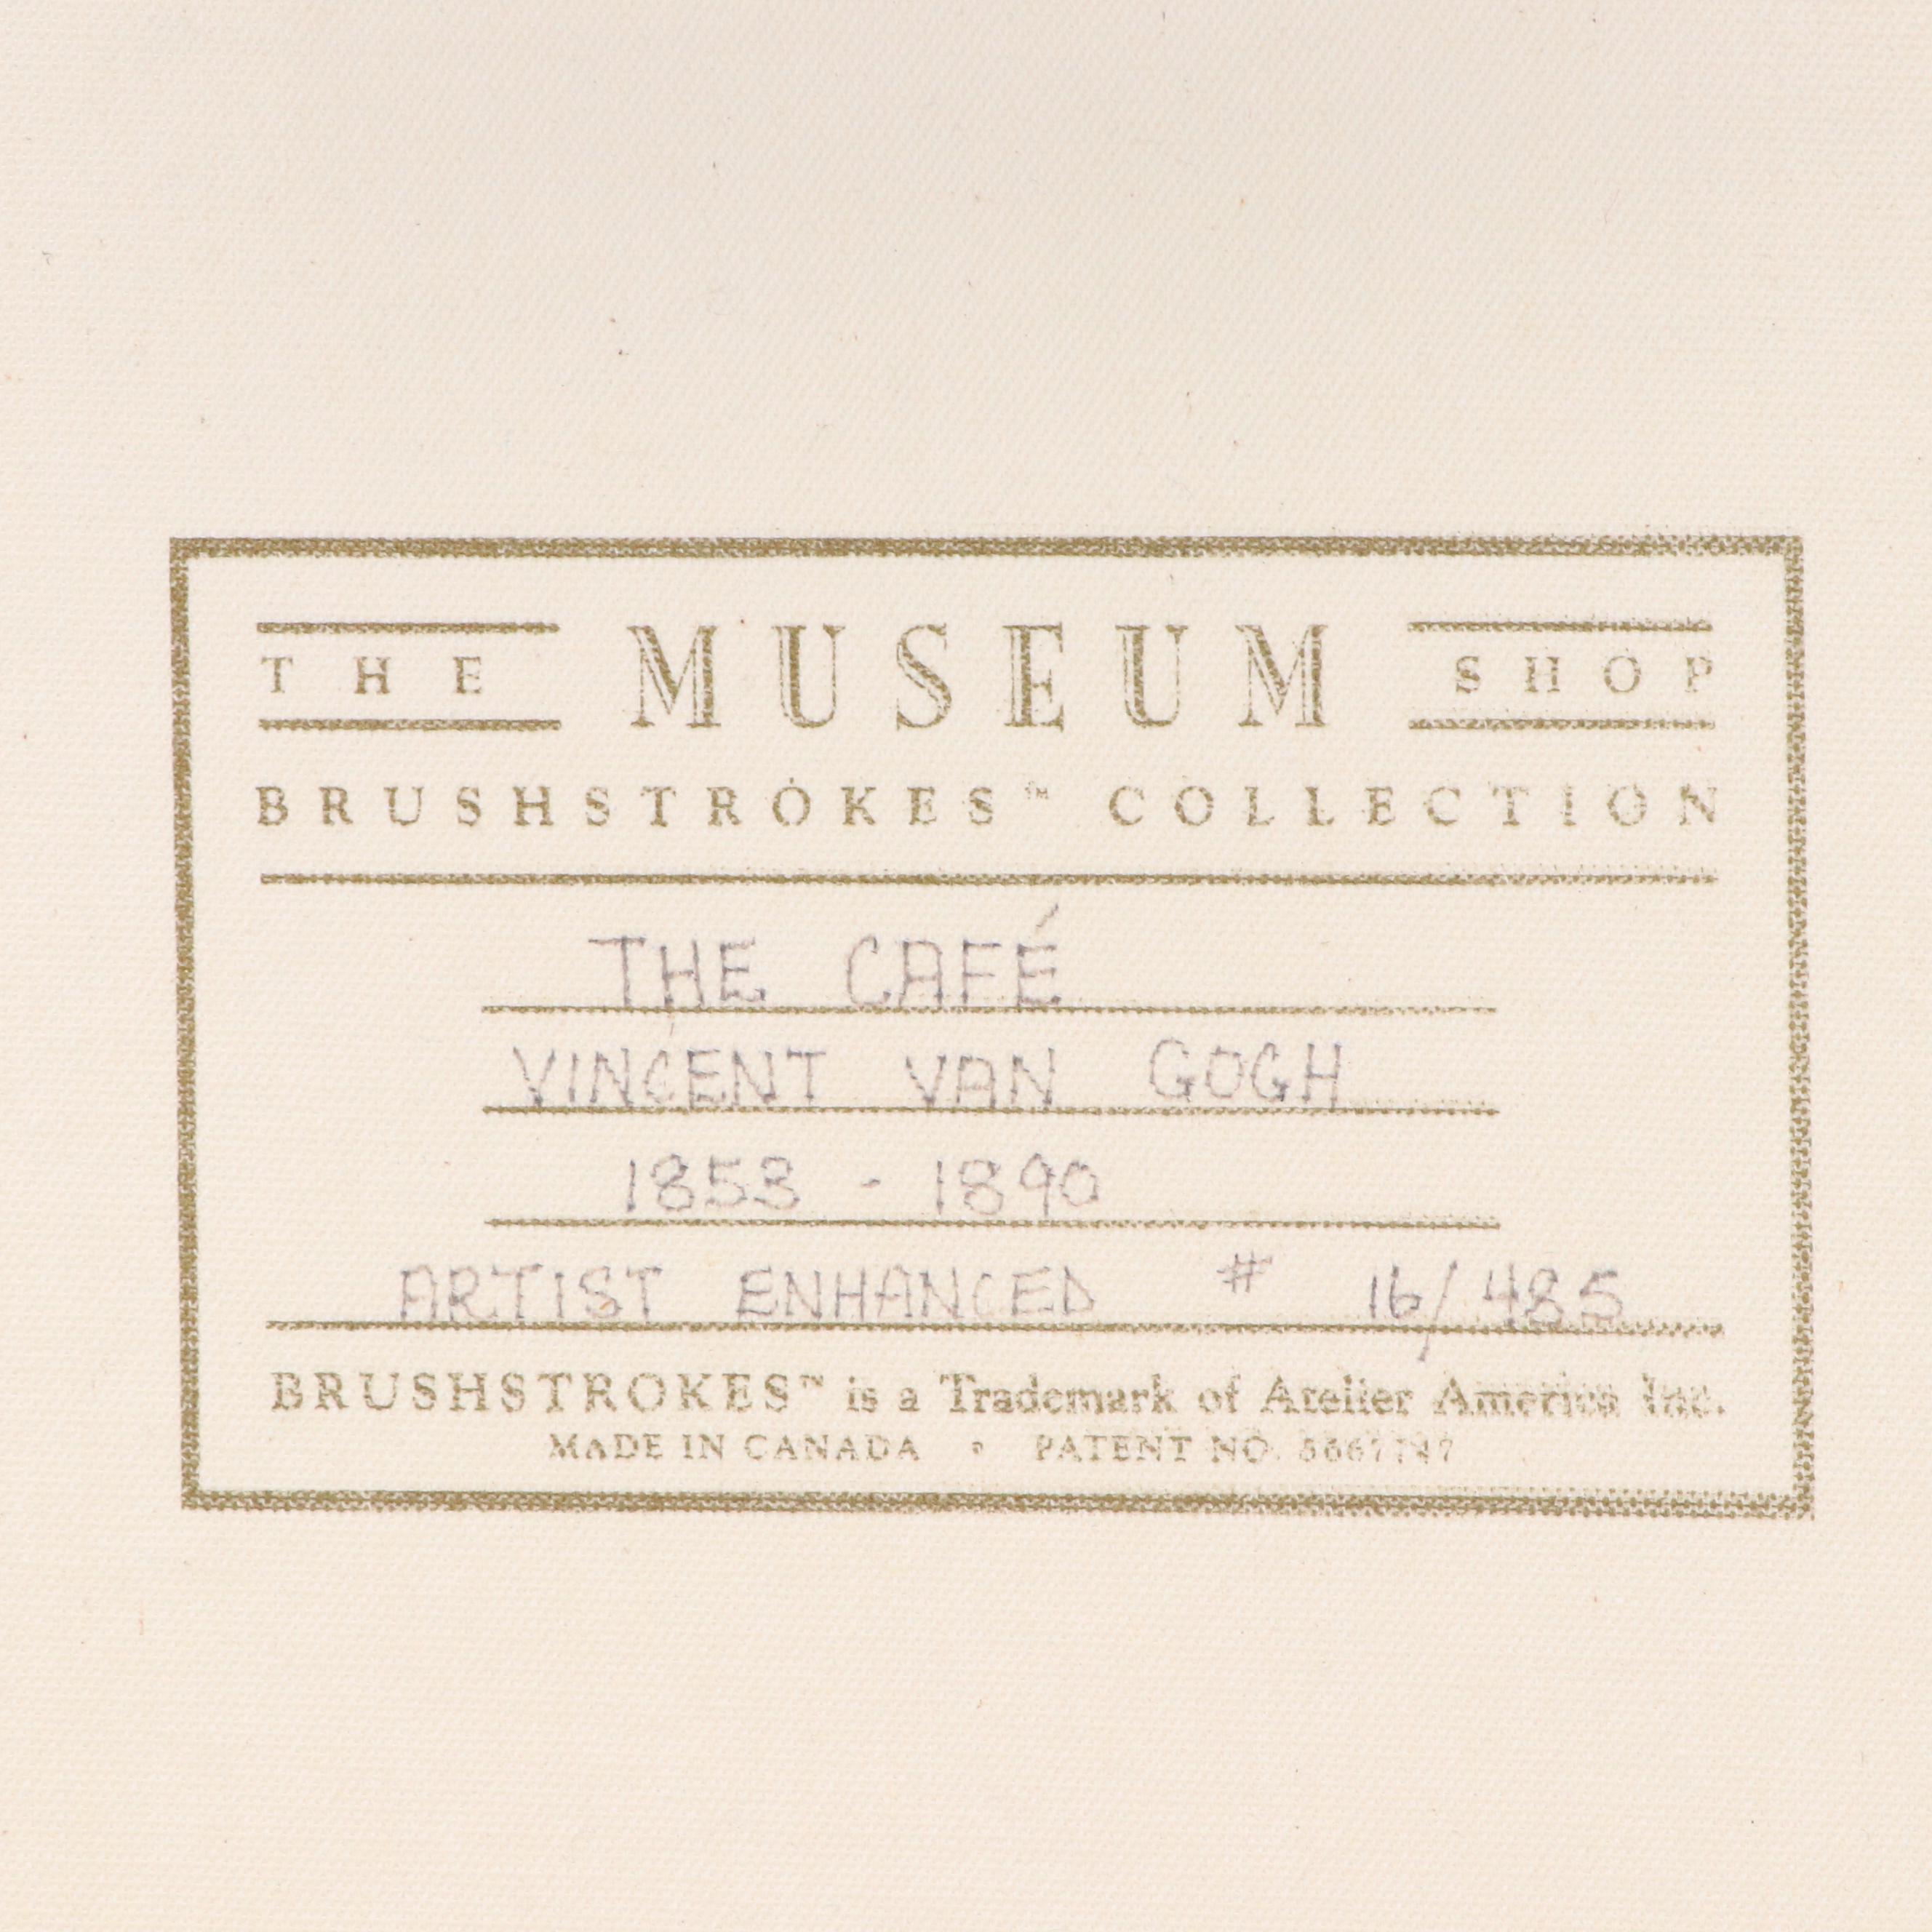 THE MUSEUM SHOP
BRUSHSTROKES™ COLLECTION
THE CAFÉ
VINCENT VAN GOGH
1853 - 1890
ARTIST ENHANCED # 16/485
BRUSHSTROKES™ is a Trademark of Atelier America Inc.
MADE IN CANADA • PATENT NO.